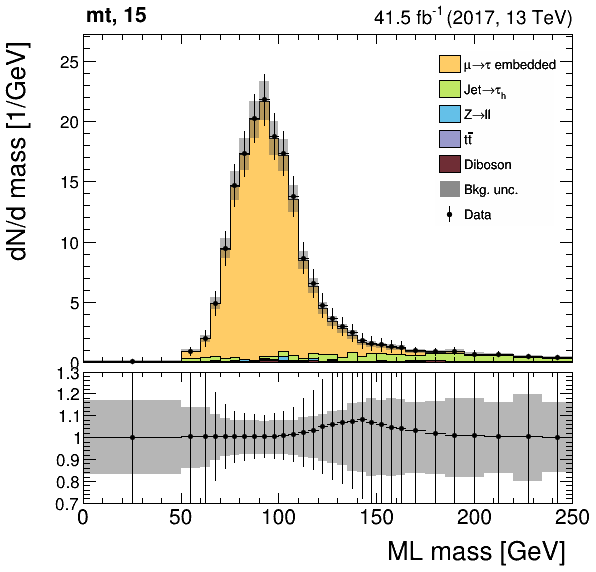 mt, 15
41.5 fb⁻¹ (2017, 13 TeV)
dN/d mass [1/GeV]
25
20
15
10
5
0
μ→τ embedded
Jet→τₕ
Z→ll
tt̅
Diboson
Bkg. unc.
Data
1.3
1.2
1.1
1
0.9
0.8
0.7
0 50 100 150 200 250
ML mass [GeV]